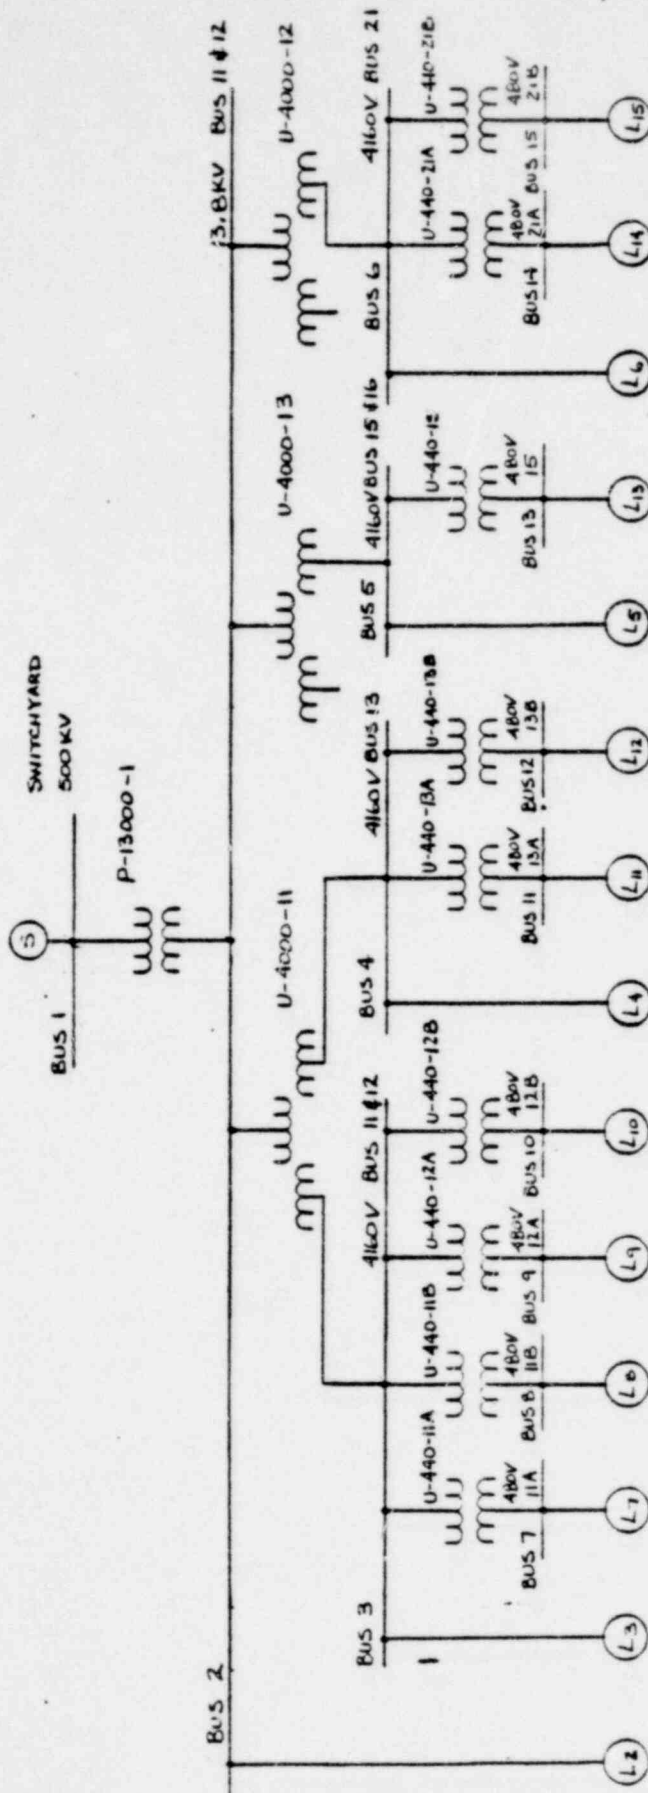 S
SWITCHYARD
500 KV
BUS 1
P-13000-1
BUS 2
13.8KV BUS 11 & 12
U-4000-11
U-4000-13
U-4000-12
BUS 3
4160V BUS 11 & 12
BUS 4
4160V BUS 13
BUS 5
4160V BUS 15 & 16
BUS 6
4160V BUS 21
U-440-11A
U-440-11B
U-440-12A
U-440-12B
U-440-13A
U-440-13B
U-440-21A
U-440-21B
BUS 7
480V
11A
BUS 8
480V
11B
BUS 9
480V
12A
BUS 10
480V
12B
BUS 11
480V
13A
BUS 12
480V
13B
BUS 13
480V
15
BUS 14
480V
21A
BUS 15
480V
21B
L2
L3
L7
L8
L9
L10
L4
L11
L12
L5
L13
L6
L14
L15